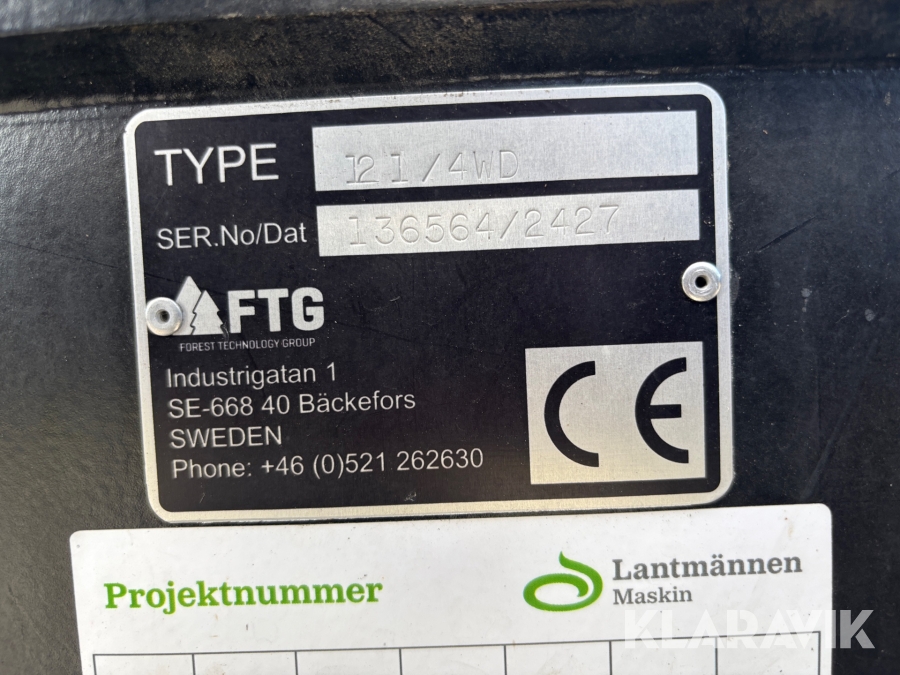 TYPE 121/4WD
SER.No/Dat 136564/2427
FTG
FOREST TECHNOLOGY GROUP
Industrigatan 1
SE-668 40 Bäckefors
SWEDEN
Phone: +46 (0)521 262630
CE
Projektnummer
Lantmännen
Maskin
KLARAVIK